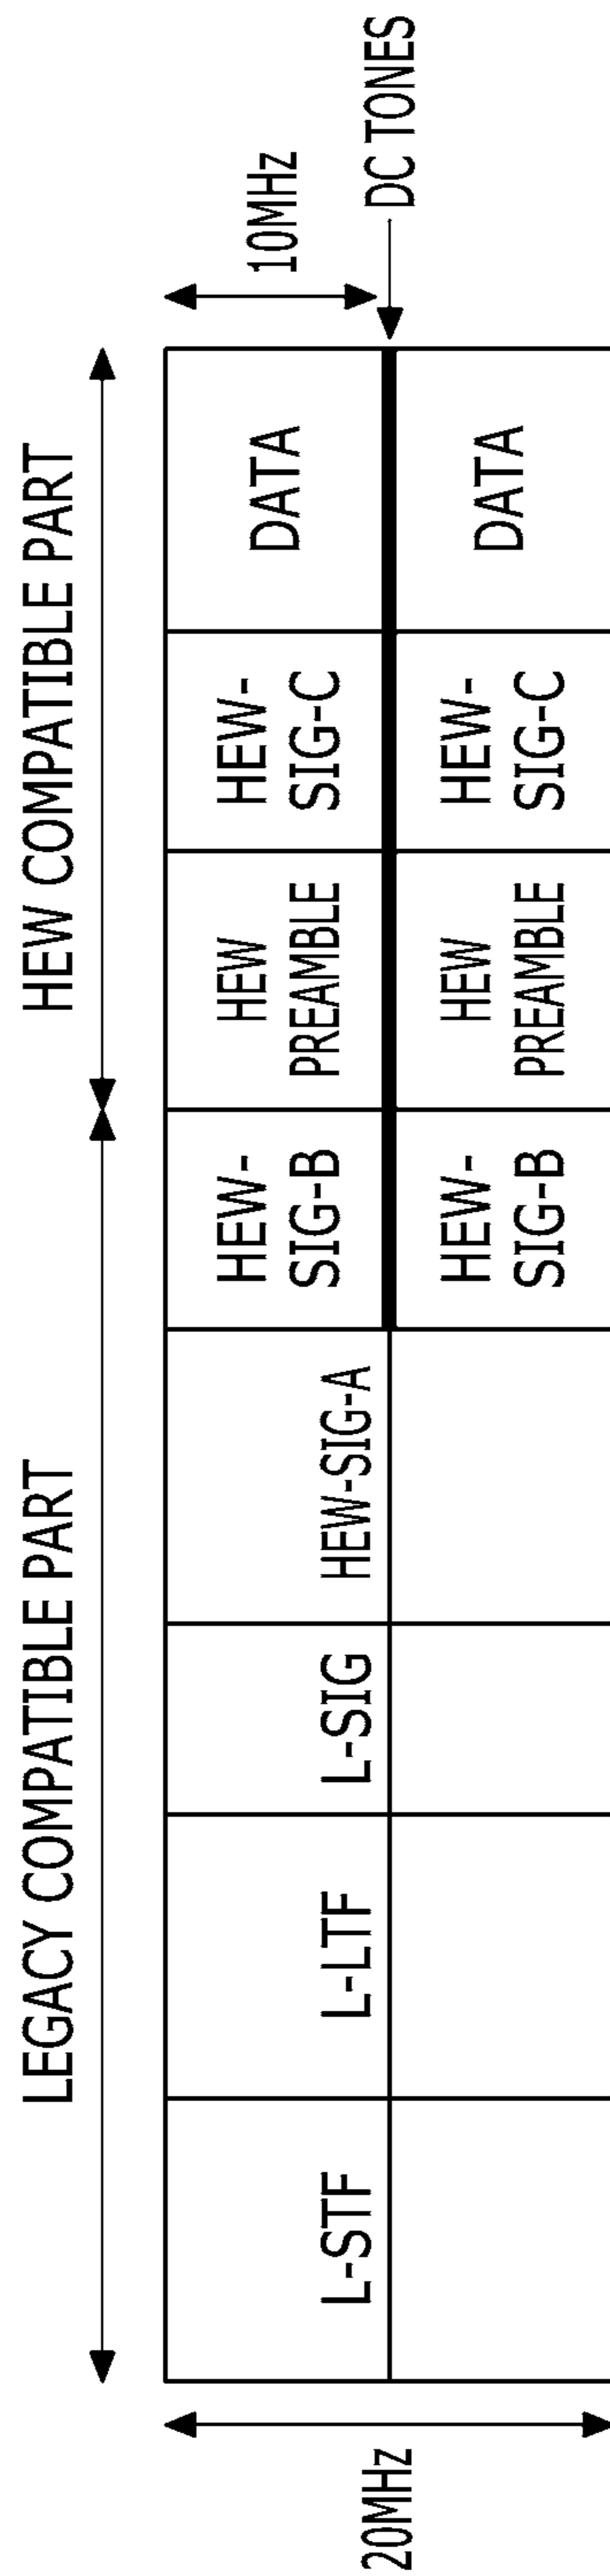 LEGACY COMPATIBLE PART
HEW COMPATIBLE PART
20MHz
L-STF
L-LTF
L-SIG
HEW-SIG-A
HEW-
SIG-B
HEW
PREAMBLE
HEW-
SIG-C
DATA
10MHz
DC TONES
HEW-
SIG-B
HEW
PREAMBLE
HEW-
SIG-C
DATA